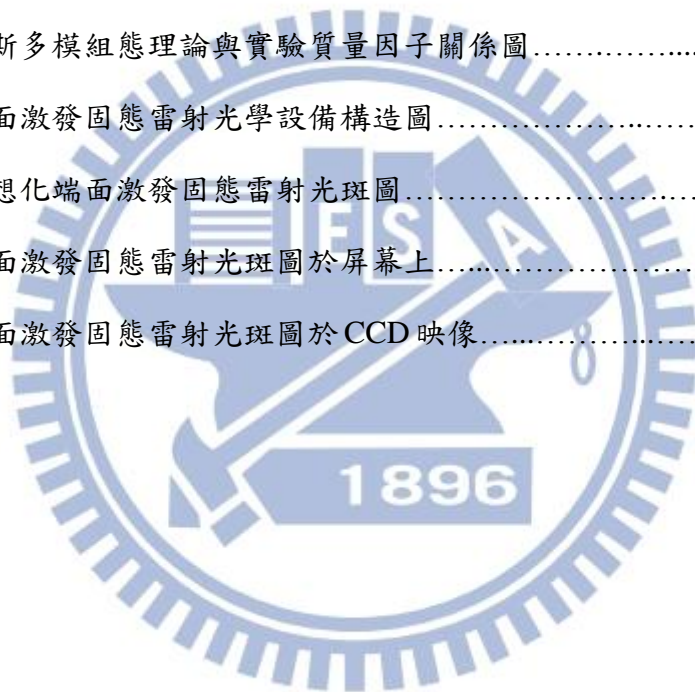 斯多模組態理論與實驗質量因子關係圖…….……....
面激發固態雷射光學設備構造圖………………..……
想化端面激發固態雷射光斑圖…………………….…
面激發固態雷射光斑圖於屏幕上…...………………
面激發固態雷射光斑圖於CCD映像…...………...……
ESA
1896